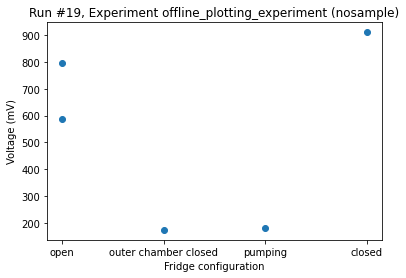 Run #19, Experiment offline_plotting_experiment (nosample)
900
800
700
600
500
400
300
200
Voltage (mV)
open outer chamber closed pumping closed
Fridge configuration